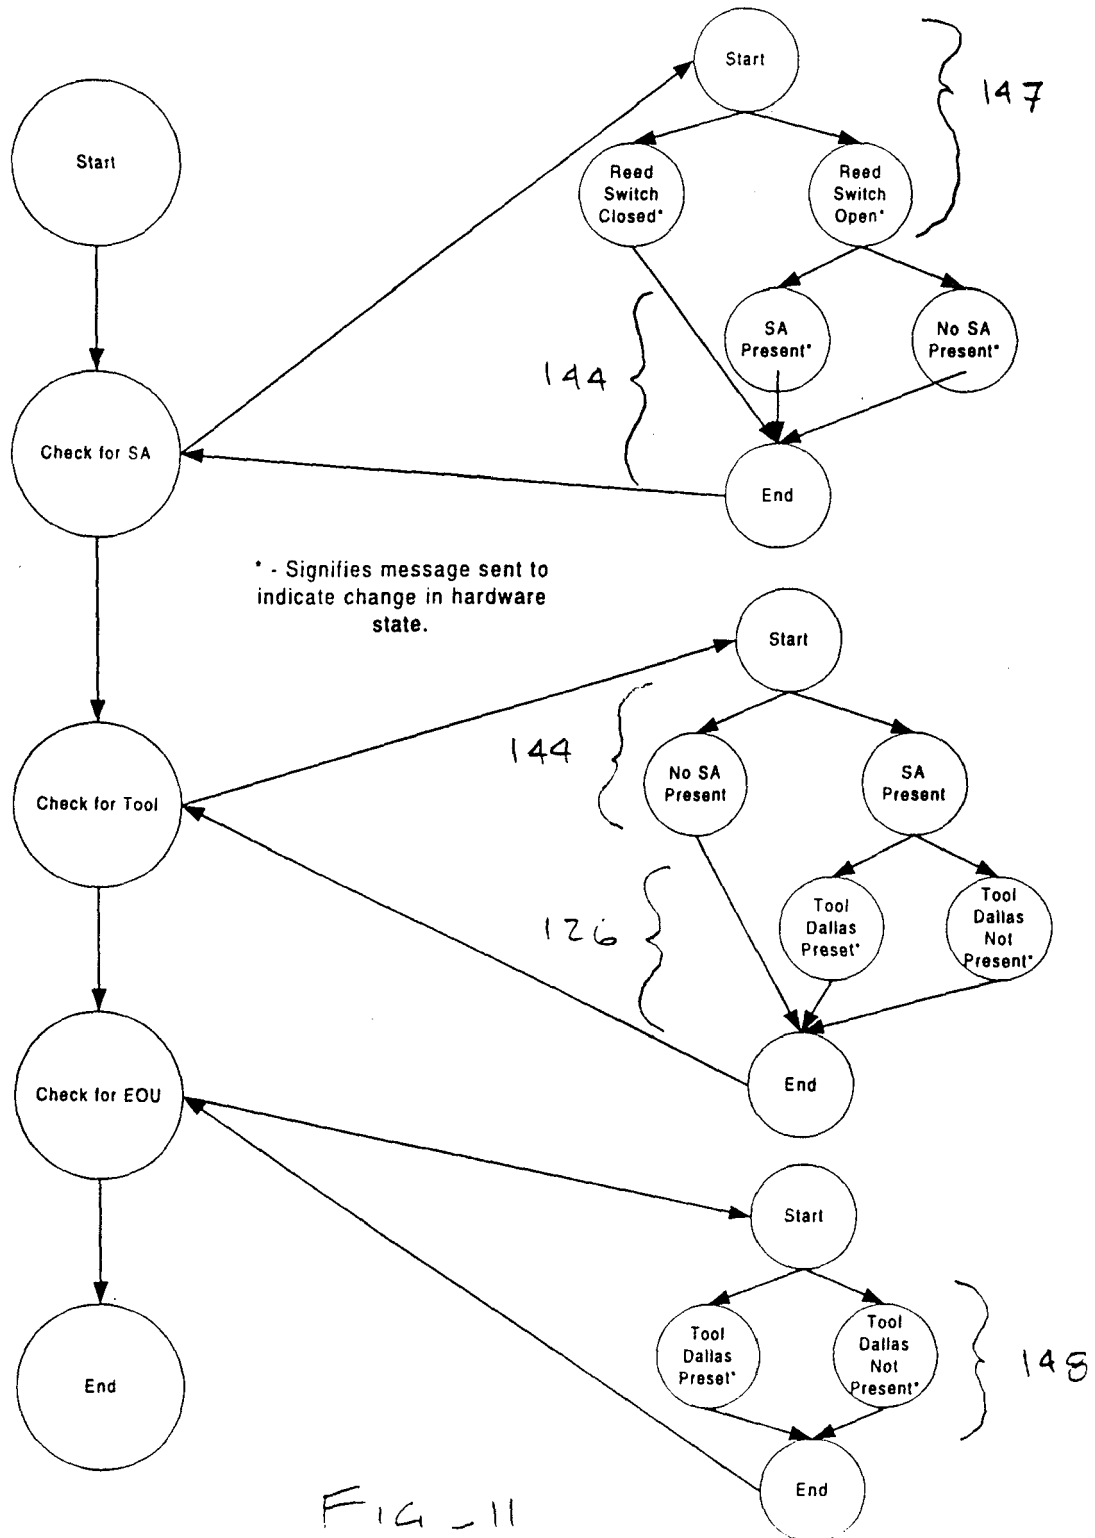 Start
147
Start
Reed
Switch
Closed*
Reed
Switch
Open*
SA
Present*
No SA
Present*
144
Check for SA
End
* - Signifies message sent to
indicate change in hardware
state.
Start
144
No SA
Present
SA
Present
Check for Tool
126
Tool
Dallas
Preset*
Tool
Dallas
Not
Present*
End
Check for EOU
Start
Tool
Dallas
Preset*
Tool
Dallas
Not
Present*
148
End
End
FIG_11